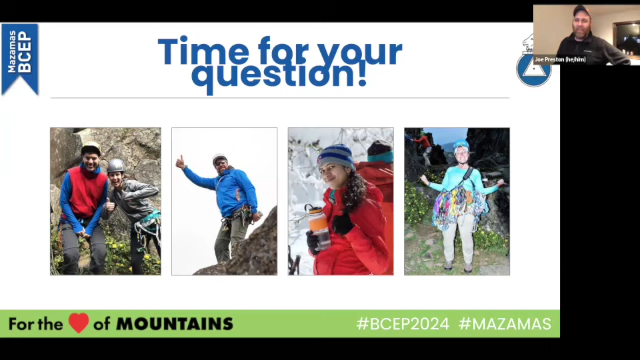 Mazamas
BCEP
Time for your
question!
Joe Preston (he/him)
For the ❤ of MOUNTAINS
#BCEP2024 #MAZAMAS